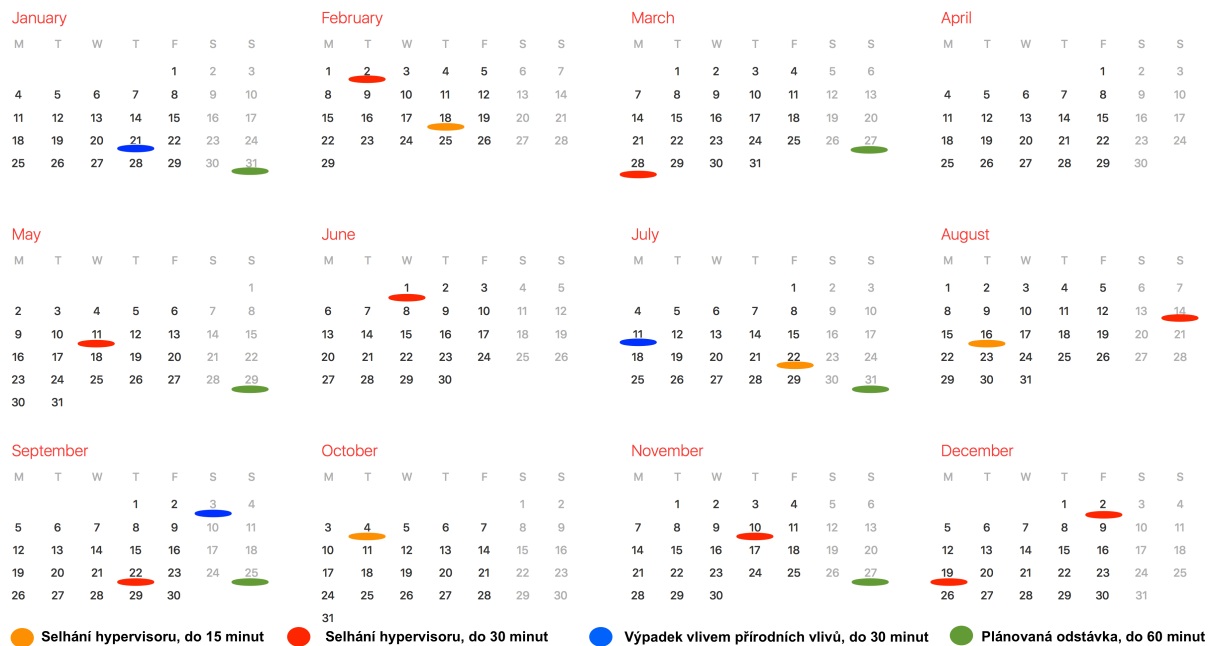 January February March April
M T W T F S S M T W T F S S M T W T F S S M T W T F S S
1 2 3 1 2 3 4 5 6 7 1 2 3 4 5 6 1 2 3
4 5 6 7 8 9 10 8 9 10 11 12 13 14 7 8 9 10 11 12 13 4 5 6 7 8 9 10
11 12 13 14 15 16 17 15 16 17 18 19 20 21 14 15 16 17 18 19 20 11 12 13 14 15 16 17
18 19 20 21 22 23 24 22 23 24 25 26 27 28 21 22 23 24 25 26 27 18 19 20 21 22 23 24
25 26 27 28 29 30 31 29 28 29 30 31 25 26 27 28 29 30
May June July August
M T W T F S S M T W T F S S M T W T F S S M T W T F S S
1 1 2 3 4 5 1 2 3 1 2 3 4 5 6 7
2 3 4 5 6 7 8 6 7 8 9 10 11 12 4 5 6 7 8 9 10 8 9 10 11 12 13 14
9 10 11 12 13 14 15 13 14 15 16 17 18 19 11 12 13 14 15 16 17 15 16 17 18 19 20 21
16 17 18 19 20 21 22 20 21 22 23 24 25 26 18 19 20 21 22 23 24 22 23 24 25 26 27 28
23 24 25 26 27 28 29 27 28 29 30 25 26 27 28 29 30 31 29 30 31
30 31
September October November December
M T W T F S S M T W T F S S M T W T F S S M T W T F S S
1 2 3 4 1 2 1 2 3 4 5 6 1 2 3 4
5 6 7 8 9 10 11 3 4 5 6 7 8 9 7 8 9 10 11 12 13 5 6 7 8 9 10 11
12 13 14 15 16 17 18 10 11 12 13 14 15 16 14 15 16 17 18 19 20 12 13 14 15 16 17 18
19 20 21 22 23 24 25 17 18 19 20 21 22 23 21 22 23 24 25 26 27 19 20 21 22 23 24 25
26 27 28 29 30 24 25 26 27 28 29 30 28 29 30 26 27 28 29 30 31
31
Selhání hypervisoru, do 15 minut Selhání hypervisoru, do 30 minut Výpadek vlivem přírodních vlivů, do 30 minut Plánovaná odstávka, do 60 minut